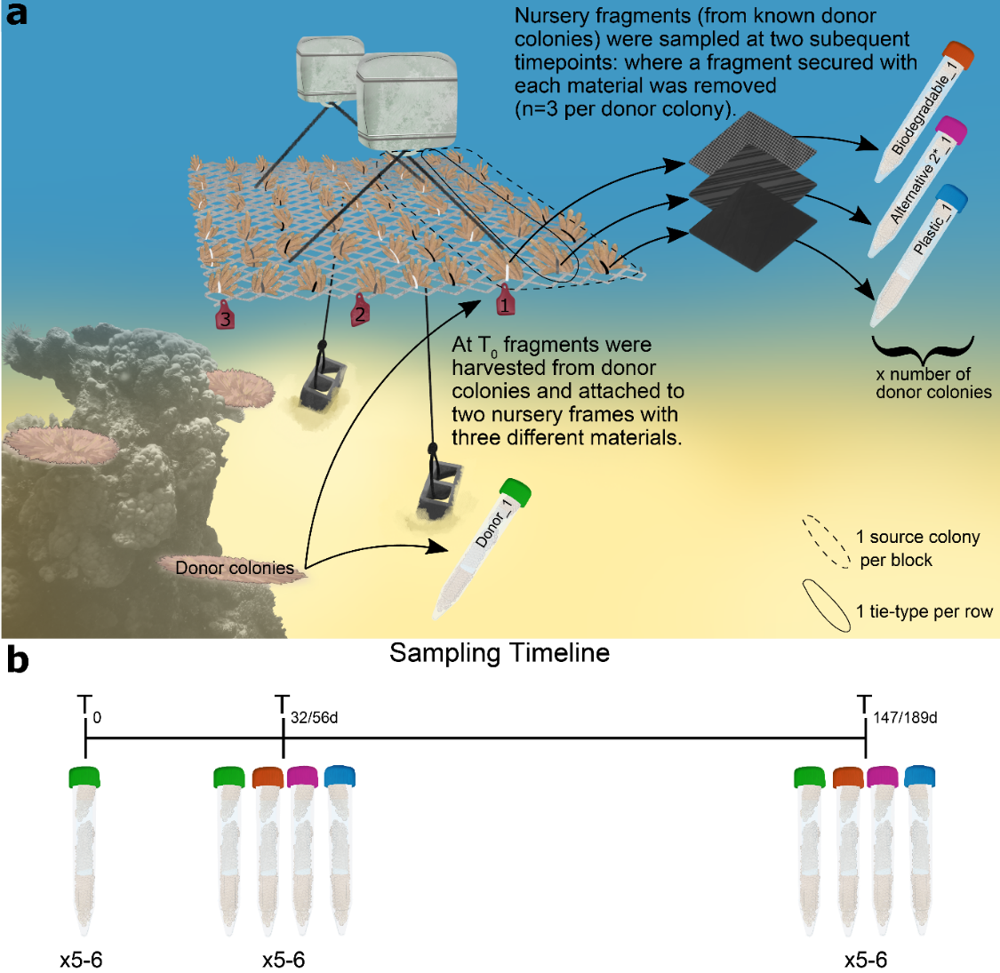 a
Nursery fragments (from known donor
colonies) were sampled at two subequent
timepoints: where a fragment secured with
each material was removed
(n=3 per donor colony).
Biodegradable_1
Alternative 2*_1
Plastic_1
x number of
donor colonies
3
2
1
At T0 fragments were
harvested from donor
colonies and attached to
two nursery frames with
three different materials.
Donor_1
Donor colonies
1 source colony
per block
1 tie-type per row
b
Sampling Timeline
T0
T32/56d
T147/189d
x5-6
x5-6
x5-6